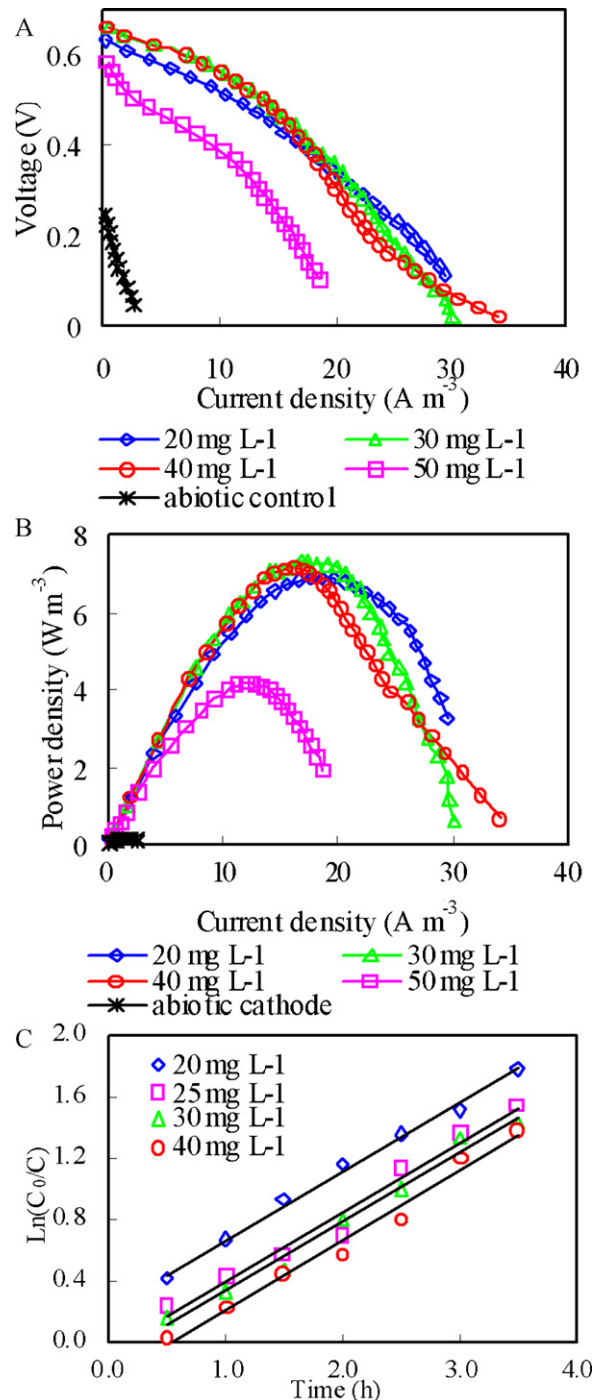 A
Voltage (V)
0.6
0.4
0.2
0
0 10 20 30 40
Current density (A m-3)
20 mg L-1 30 mg L-1
40 mg L-1 50 mg L-1
abiotic control
B
Power density (W m-3)
8
6
4
2
0
0 10 20 30 40
Current density (A m-3)
20 mg L-1 30 mg L-1
40 mg L-1 50 mg L-1
abiotic cathode
C
Ln(C0/C)
2.0
1.6
1.2
0.8
0.4
0.0
20 mg L-1
25 mg L-1
30 mg L-1
40 mg L-1
0.0 1.0 2.0 3.0 4.0
Time (h)